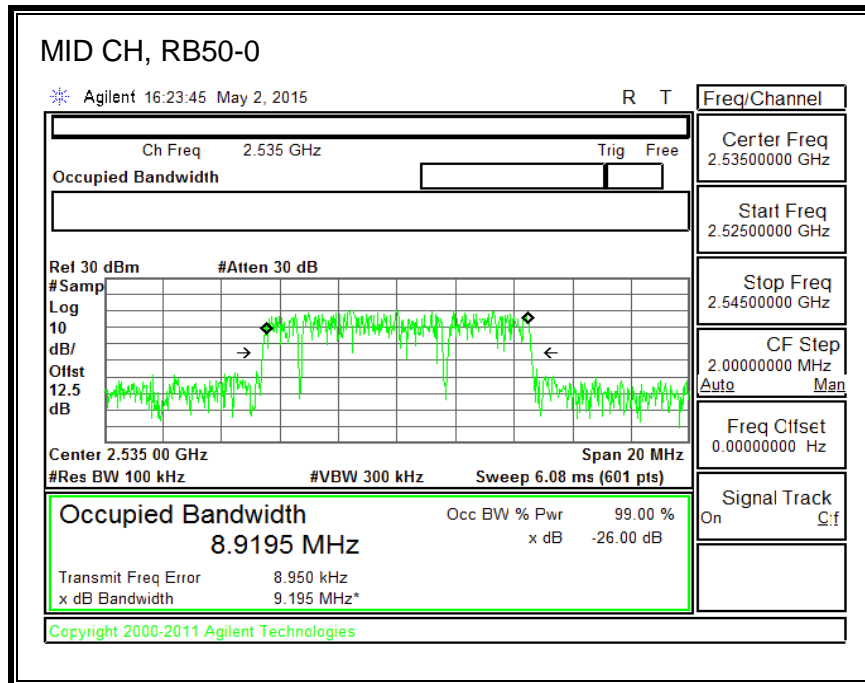 MID CH, RB50-0
Agilent 16:23:45 May 2, 2015 R T
Ch Freq 2.535 GHz Trig Free
Occupied Bandwidth
Ref 30 dBm #Atten 30 dB
#Samp
Log
10
dB/
Offst
12.5
dB
Center 2.535 00 GHz Span 20 MHz
#Res BW 100 kHz #VBW 300 kHz Sweep 6.08 ms (601 pts)
Occupied Bandwidth Occ BW % Pwr 99.00 %
8.9195 MHz x dB -26.00 dB
Transmit Freq Error 8.950 kHz
x dB Bandwidth 9.195 MHz*
Copyright 2000-2011 Agilent Technologies
Freq/Channel
Center Freq
2.53500000 GHz
Start Freq
2.52500000 GHz
Stop Freq
2.54500000 GHz
CF Step
2.00000000 MHz
Auto Man
Freq Offset
0.00000000 Hz
Signal Track
On Off